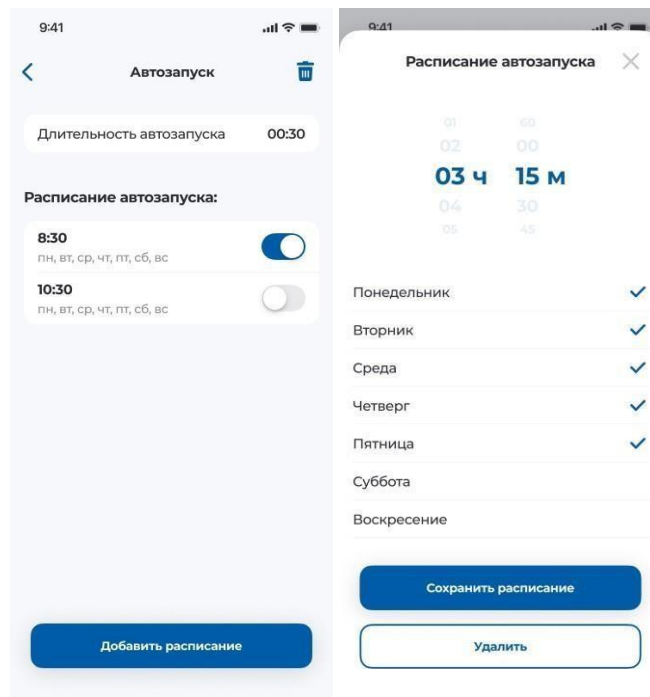 9:41
Автозапуск
Длительность автозапуска 00:30
Расписание автозапуска:
8:30
пн, вт, ср, чт, пт, сб, вс
10:30
пн, вт, ср, чт, пт, сб, вс
Добавить расписание
9:41
Расписание автозапуска
01 60
02 00
03 ч 15 м
04 30
05 45
Понедельник
Вторник
Среда
Четверг
Пятница
Суббота
Воскресение
Сохранить расписание
Удалить